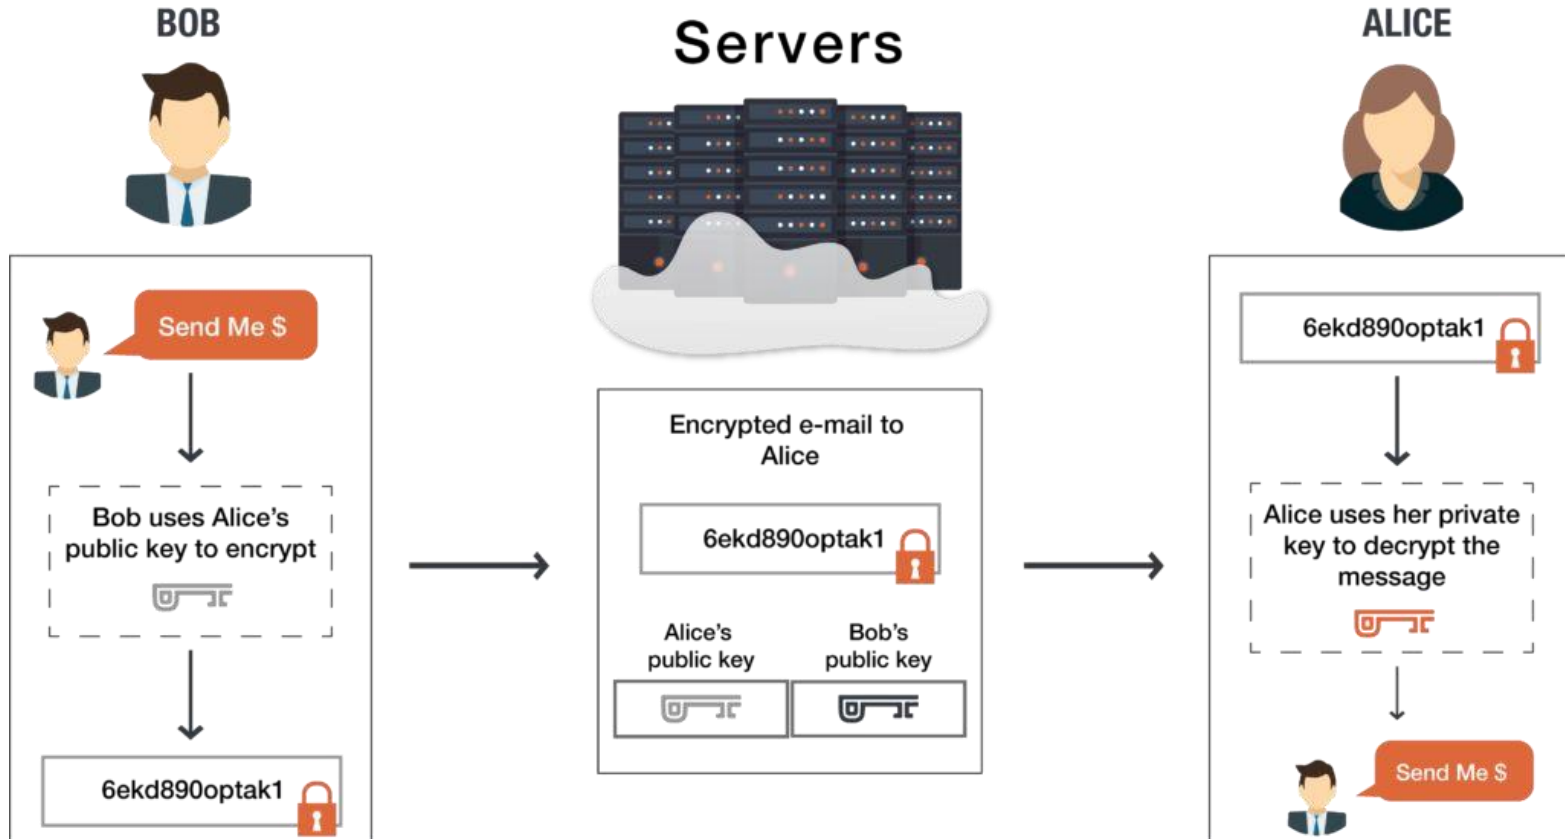 BOB
Servers
ALICE
Send Me $
Bob uses Alice's
public key to encrypt
6ekd890optak1
Encrypted e-mail to
Alice
6ekd890optak1
Alice's
public key
Bob's
public key
6ekd890optak1
Alice uses her private
key to decrypt the
message
Send Me $